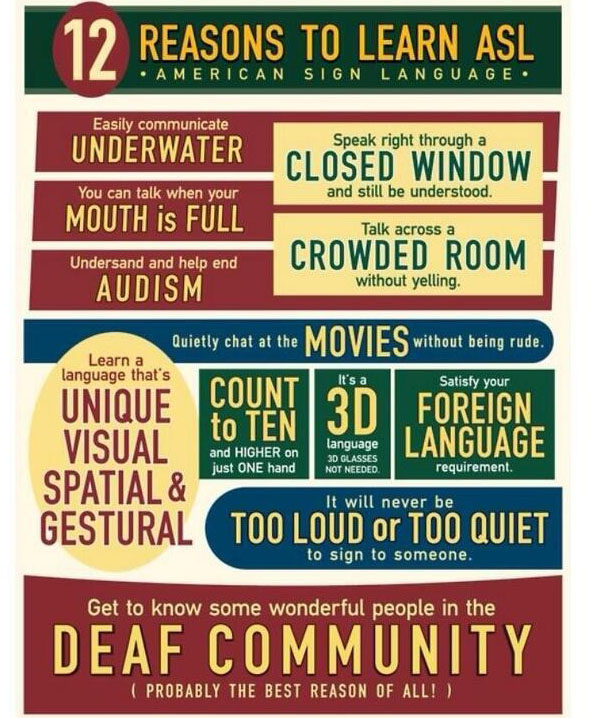 12 REASONS TO LEARN ASL
• AMERICAN SIGN LANGUAGE •
Easily communicate
UNDERWATER
You can talk when your
MOUTH is FULL
Undersand and help end
AUDISM
Speak right through a
CLOSED WINDOW
and still be understood.
Talk across a
CROWDED ROOM
without yelling.
Quietly chat at the MOVIES without being rude.
Learn a
language that's
UNIQUE
VISUAL
SPATIAL &
GESTURAL
COUNT
to TEN
and HIGHER on
just ONE hand
It's a
3D
language
3D GLASSES
NOT NEEDED.
Satisfy your
FOREIGN
LANGUAGE
requirement.
It will never be
TOO LOUD or TOO QUIET
to sign to someone.
Get to know some wonderful people in the
DEAF COMMUNITY
( PROBABLY THE BEST REASON OF ALL! )